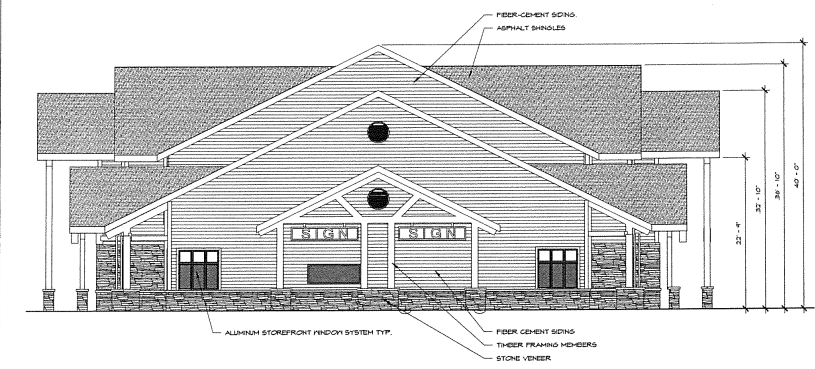 FIBER-CEMENT SIDING.
ASPHALT SHINGLES
SIGN SIGN
22' - 9"
32' - 10"
36' - 10"
40' - 0"
ALUMINUM STOREFRONT WINDOW SYSTEM TYP.
FIBER CEMENT SIDING
TIMBER FRAMING MEMBERS
STONE VENEER